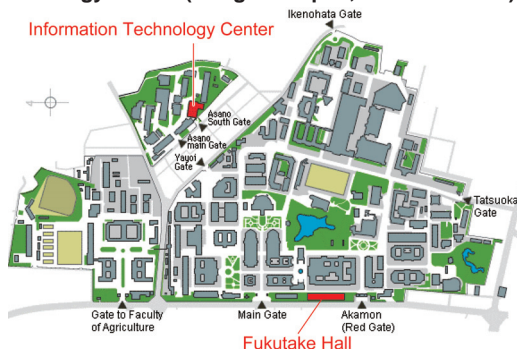 Ikenohata Gate
Information Technology Center
Asano
South Gate
Asano
main Gate
Yayoi
Gate
Tatsuoka
Gate
Gate to Faculty
of Agriculture
Main Gate
Akamon
(Red Gate)
Fukutake Hall